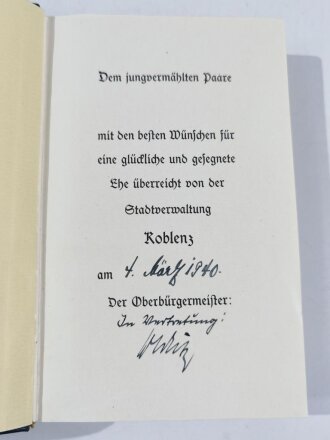 Dem jungvermählten Paare
mit den besten Wünschen für
eine glückliche und gesegnete
Ehe überreicht von der
Stadtverwaltung
Koblenz
am 4. März 1940.
Der Oberbürgermeister:
In Vertretung: